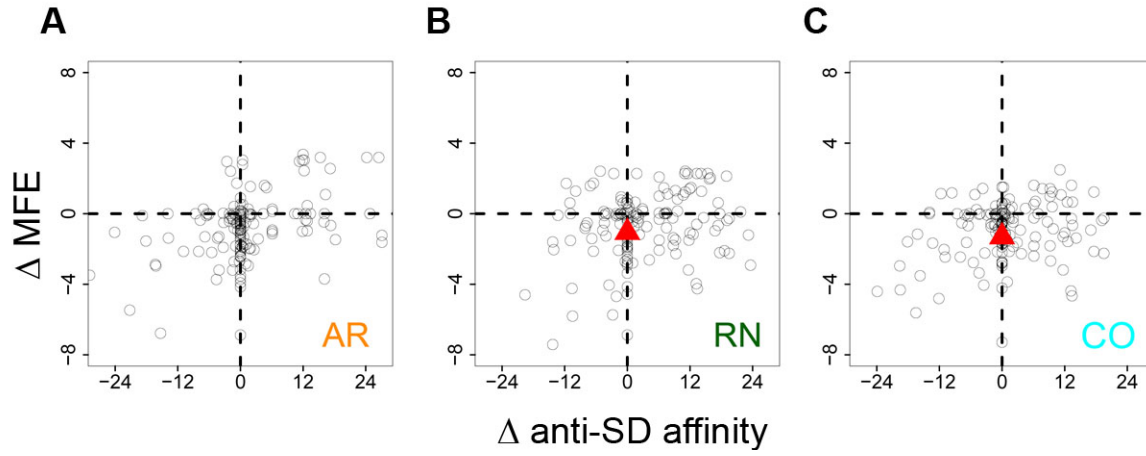 A B C
8 8 8
4 4 4
0 0 0
−4 −4 −4
−8 −8 −8
Δ MFE
AR RN CO
−24 −12 0 12 24 −24 −12 0 12 24 −24 −12 0 12 24
Δ anti-SD affinity